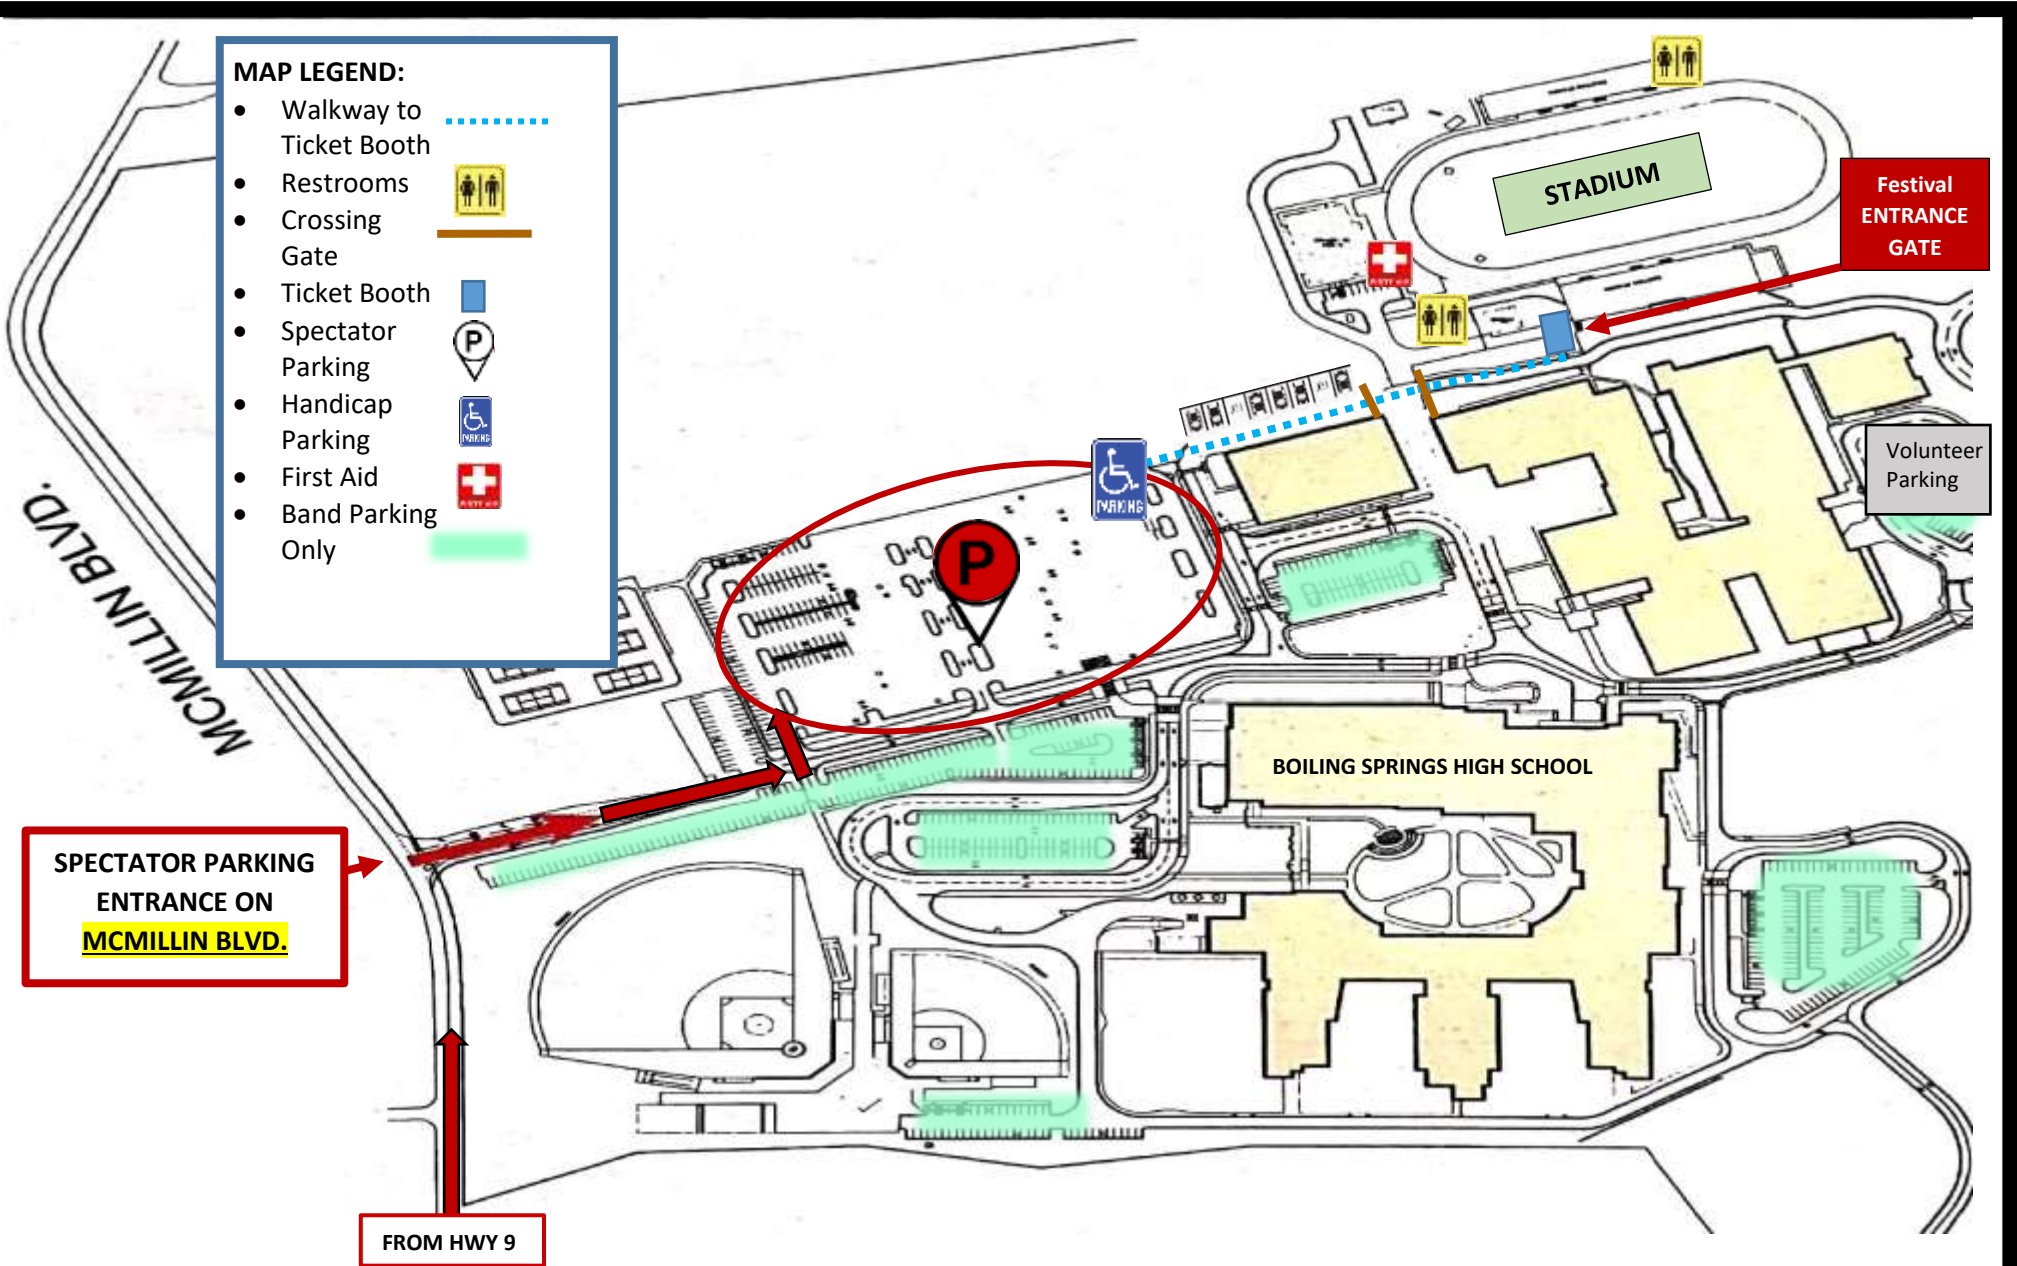 MAP LEGEND:
• Walkway to
Ticket Booth
• Restrooms
• Crossing
Gate
• Ticket Booth
• Spectator
Parking
P
• Handicap
Parking
PARKING
• First Aid
• Band Parking
Only
STADIUM
Festival
ENTRANCE
GATE
Volunteer
Parking
PARKING
P
MCMILLIN BLVD.
BOILING SPRINGS HIGH SCHOOL
SPECTATOR PARKING
ENTRANCE ON
MCMILLIN BLVD.
FROM HWY 9